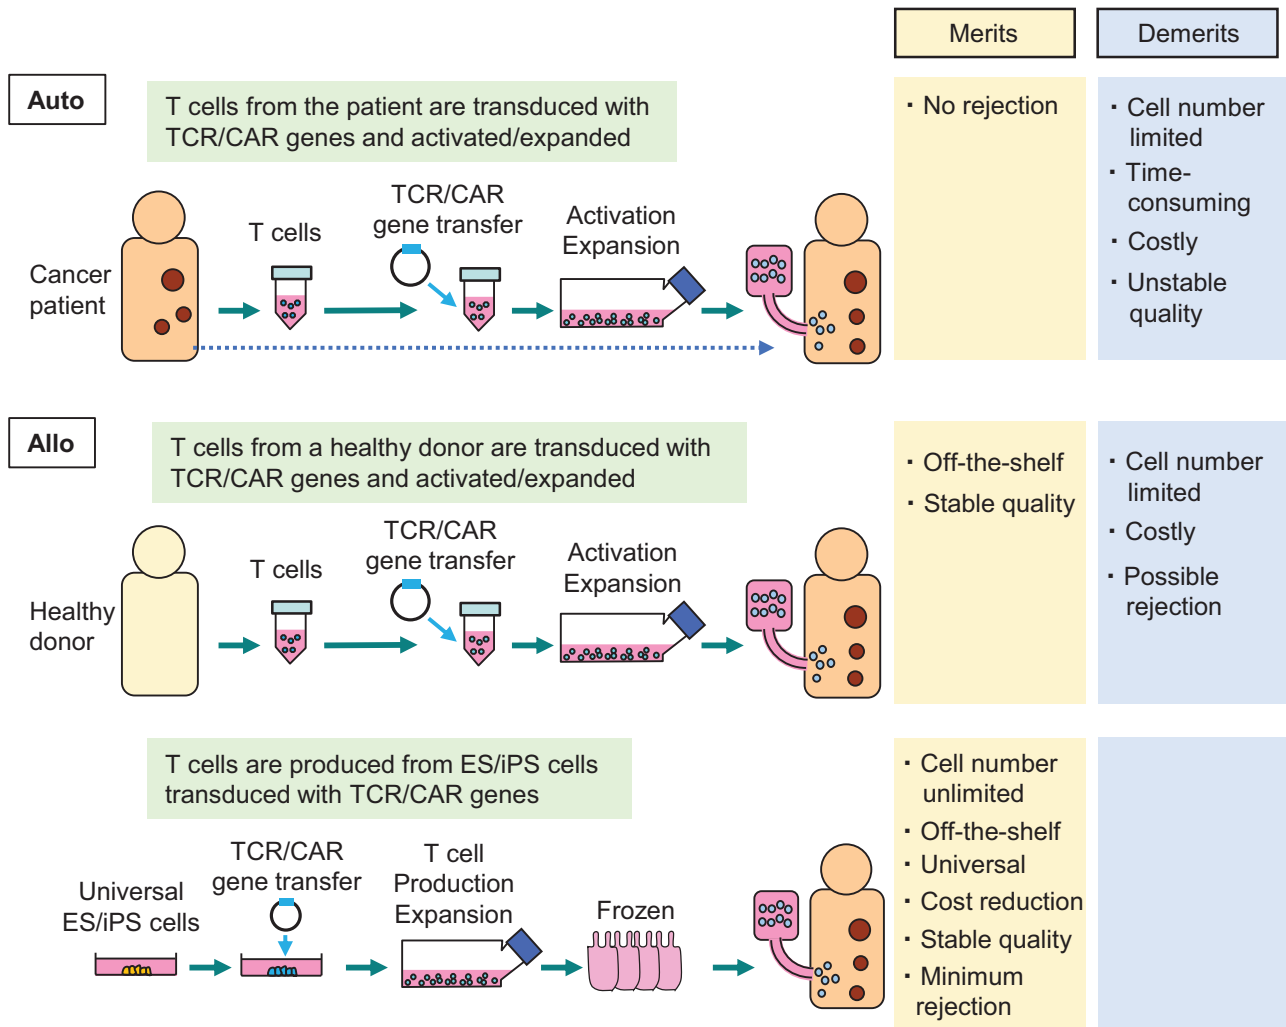 Merits
Demerits
Auto
T cells from the patient are transduced with
TCR/CAR genes and activated/expanded
Cancer
patient
T cells
TCR/CAR
gene transfer
Activation
Expansion
・No rejection
・Cell number
limited
・Time-
consuming
・Costly
・Unstable
quality
Allo
T cells from a healthy donor are transduced with
TCR/CAR genes and activated/expanded
Healthy
donor
T cells
TCR/CAR
gene transfer
Activation
Expansion
・Off-the-shelf
・Stable quality
・Cell number
limited
・Costly
・Possible
rejection
T cells are produced from ES/iPS cells
transduced with TCR/CAR genes
Universal
ES/iPS cells
TCR/CAR
gene transfer
T cell
Production
Expansion
Frozen
・Cell number
unlimited
・Off-the-shelf
・Universal
・Cost reduction
・Stable quality
・Minimum
rejection